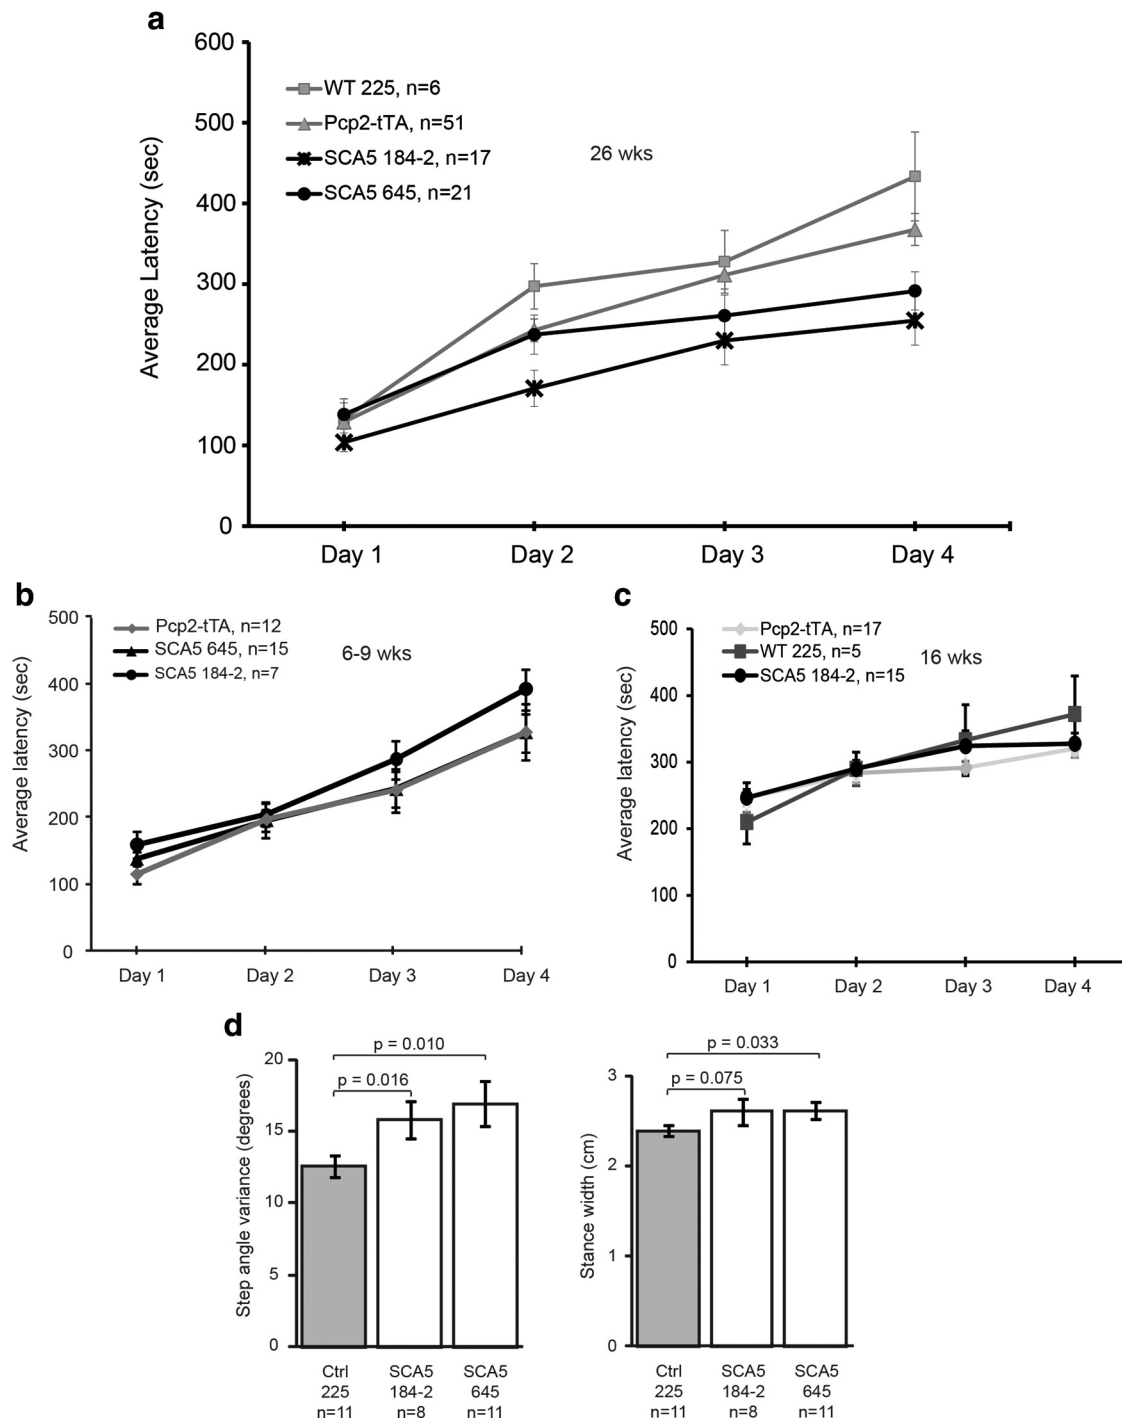 a
600
500
400
300
200
100
0
Average Latency (sec)
WT 225, n=6
Pcp2-tTA, n=51
SCA5 184-2, n=17
SCA5 645, n=21
26 wks
Day 1 Day 2 Day 3 Day 4
b
500
400
300
200
100
0
Average latency (sec)
Pcp2-tTA, n=12
SCA5 645, n=15
SCA5 184-2, n=7
6-9 wks
Day 1 Day 2 Day 3 Day 4
c
500
400
300
200
100
0
Average latency (sec)
Pcp2-tTA, n=17
WT 225, n=5
SCA5 184-2, n=15
16 wks
Day 1 Day 2 Day 3 Day 4
d
20
15
10
5
0
Step angle variance (degrees)
p = 0.010
p = 0.016
Ctrl SCA5 SCA5
225 184-2 645
n=11 n=8 n=11
3
2
1
0
Stance width (cm)
p = 0.033
p = 0.075
Ctrl SCA5 SCA5
225 184-2 645
n=11 n=8 n=11